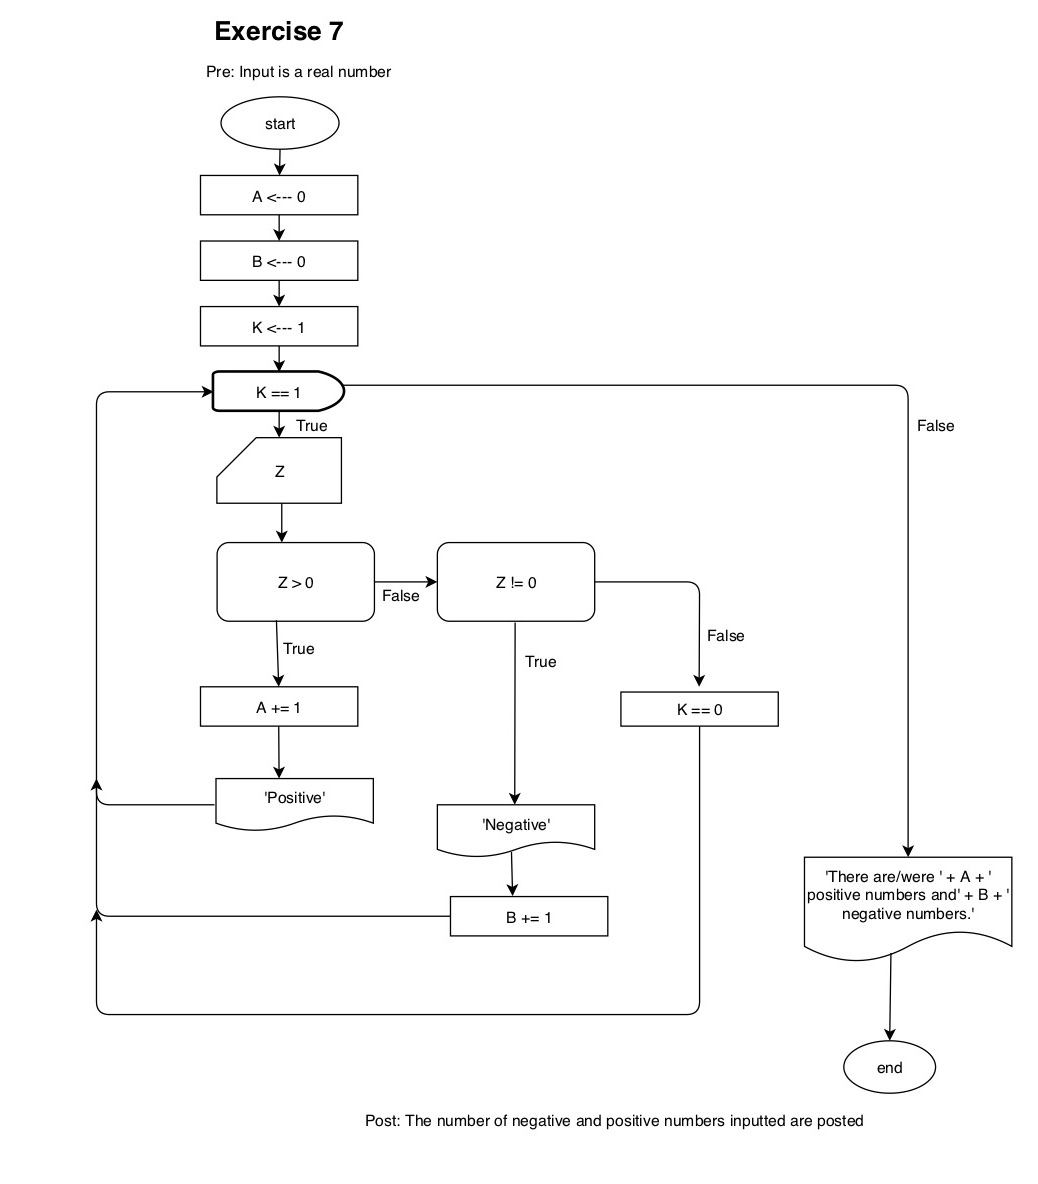 Exercise 7
Pre: Input is a real number
start
A <--- 0
B <--- 0
K <--- 1
K == 1
True
False
Z
Z > 0
False
Z != 0
True
False
True
A += 1
K == 0
'Positive'
'Negative'
B += 1
'There are/were ' + A + '
positive numbers and' + B + '
negative numbers.'
end
Post: The number of negative and positive numbers inputted are posted